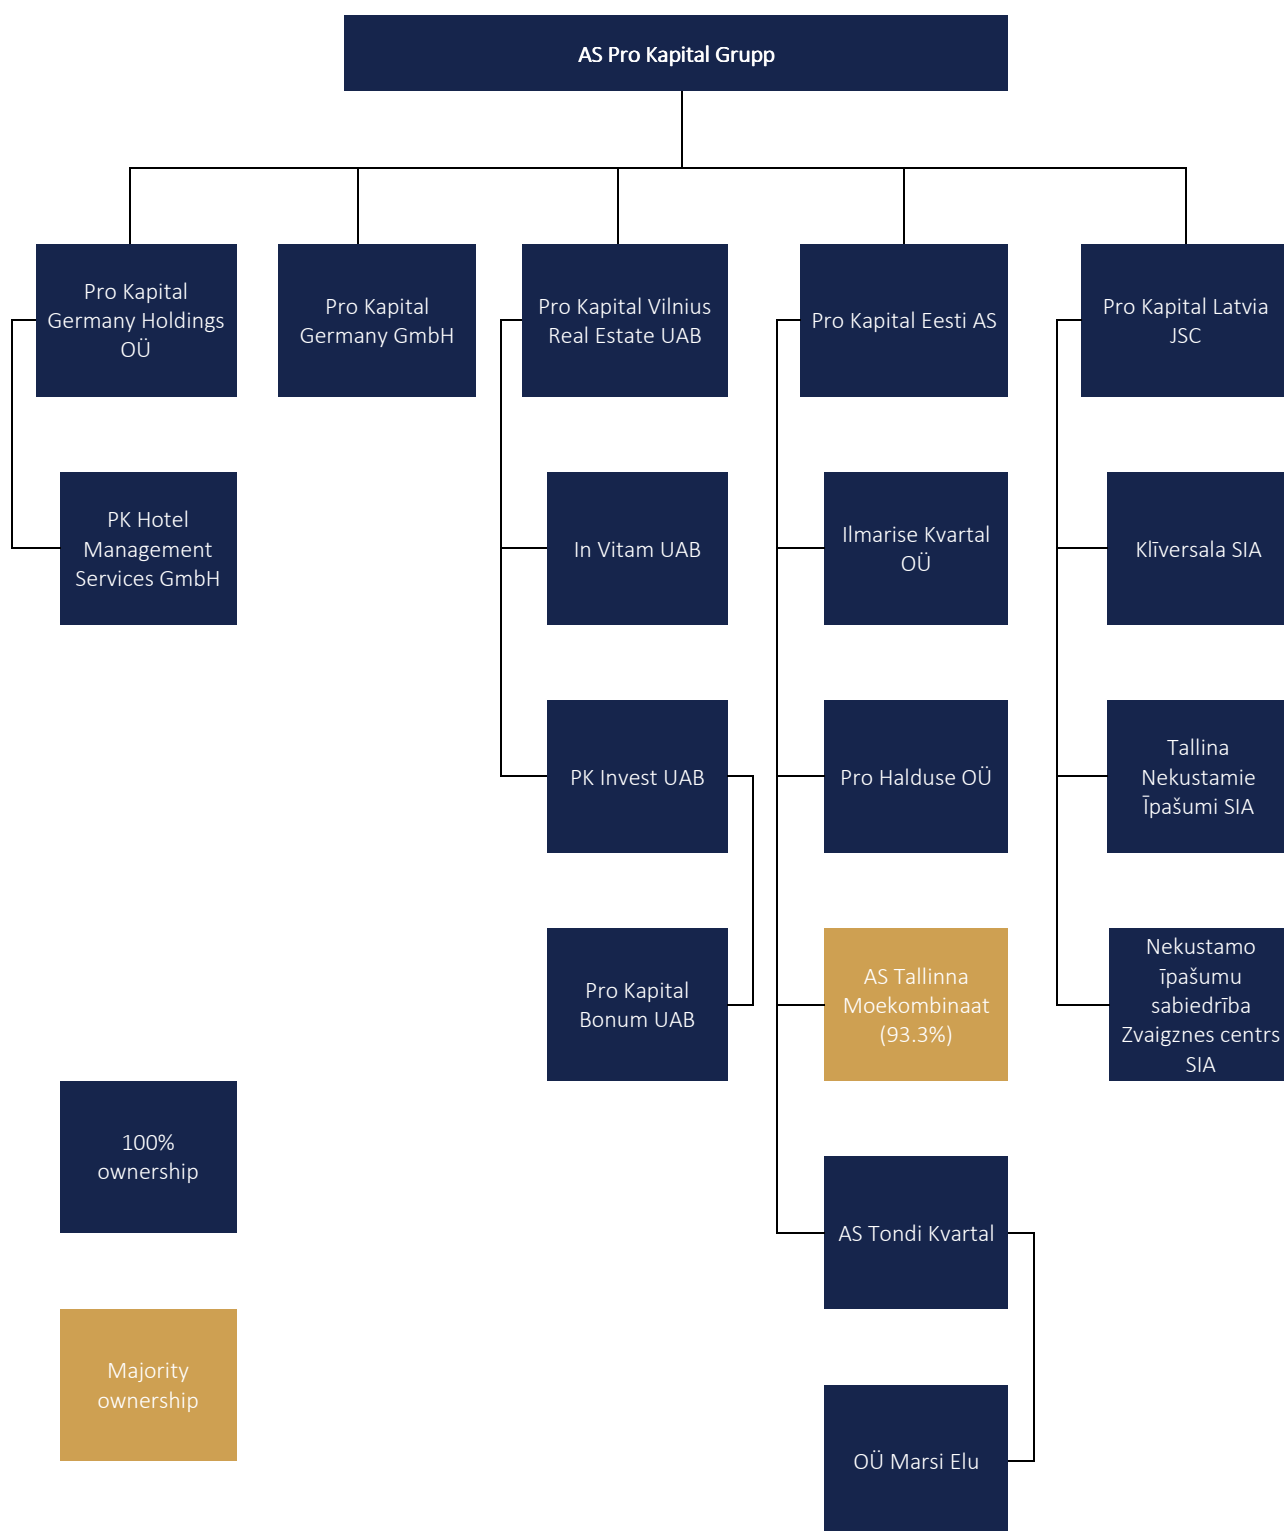 AS Pro Kapital Grupp
Pro Kapital
Germany Holdings
OÜ
Pro Kapital
Germany GmbH
Pro Kapital Vilnius
Real Estate UAB
Pro Kapital Eesti AS
Pro Kapital Latvia
JSC
PK Hotel
Management
Services GmbH
In Vitam UAB
Ilmarise Kvartal
OÜ
Klīversala SIA
PK Invest UAB
Pro Halduse OÜ
Tallina
Nekustamie
Īpašumi SIA
Pro Kapital
Bonum UAB
AS Tallinna
Moekombinaat
(93.3%)
Nekustamo
īpašumu
sabiedrība
Zvaigznes centrs
SIA
100%
ownership
AS Tondi Kvartal
Majority
ownership
OÜ Marsi Elu